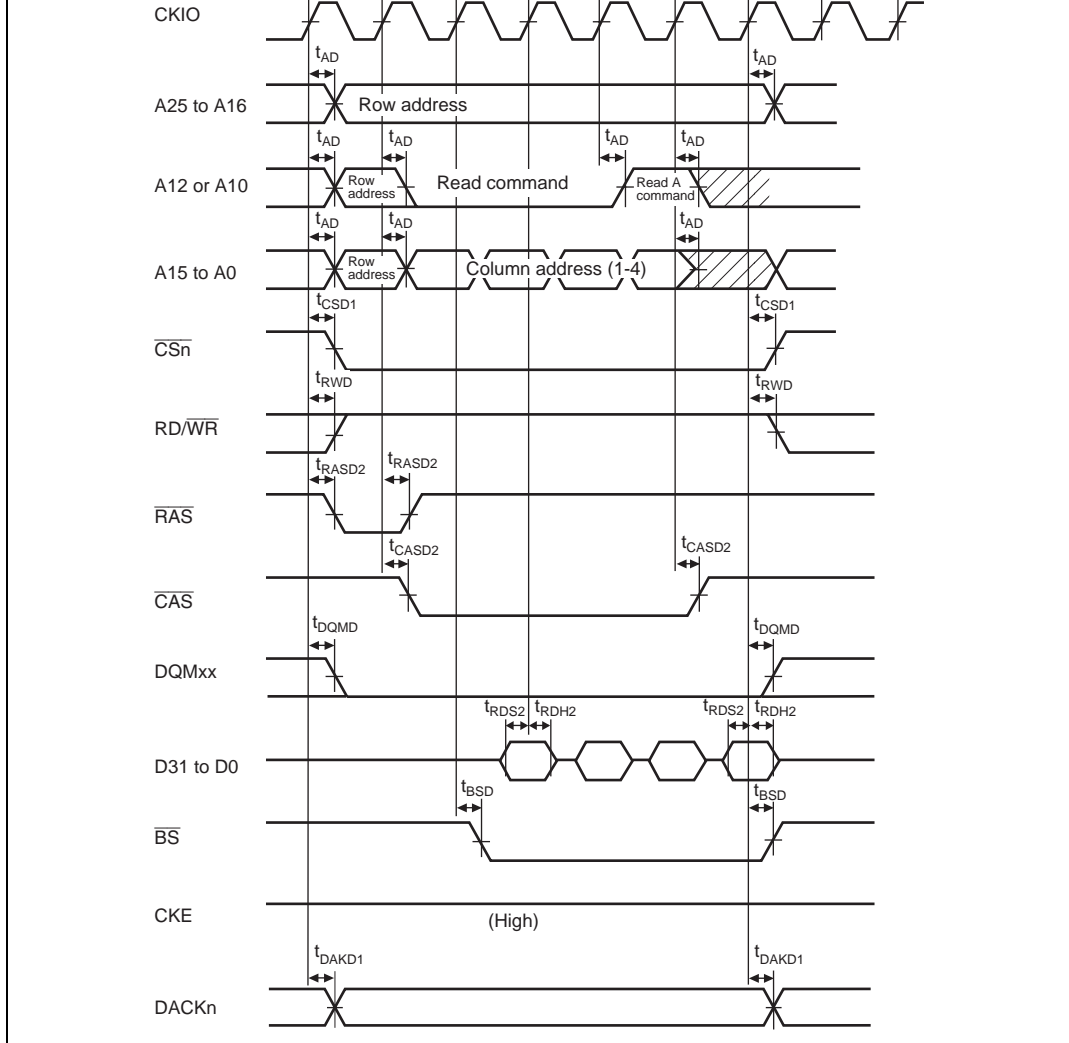 CKIO
tAD tAD
A25 to A16 Row address
tAD tAD tAD tAD
A12 or A10 Row address Read command Read A command
tAD tAD tAD
A15 to A0 Row address Column address (1-4)
tCSD1 tCSD1
CSn
tRWD tRWD
RD/WR
tRASD2 tRASD2
RAS
tCASD2 tCASD2
CAS
tDQMD tDQMD
DQMxx
tRDS2 tRDH2 tRDS2 tRDH2
D31 to D0
tBSD tBSD
BS
CKE (High)
tDAKD1 tDAKD1
DACKn